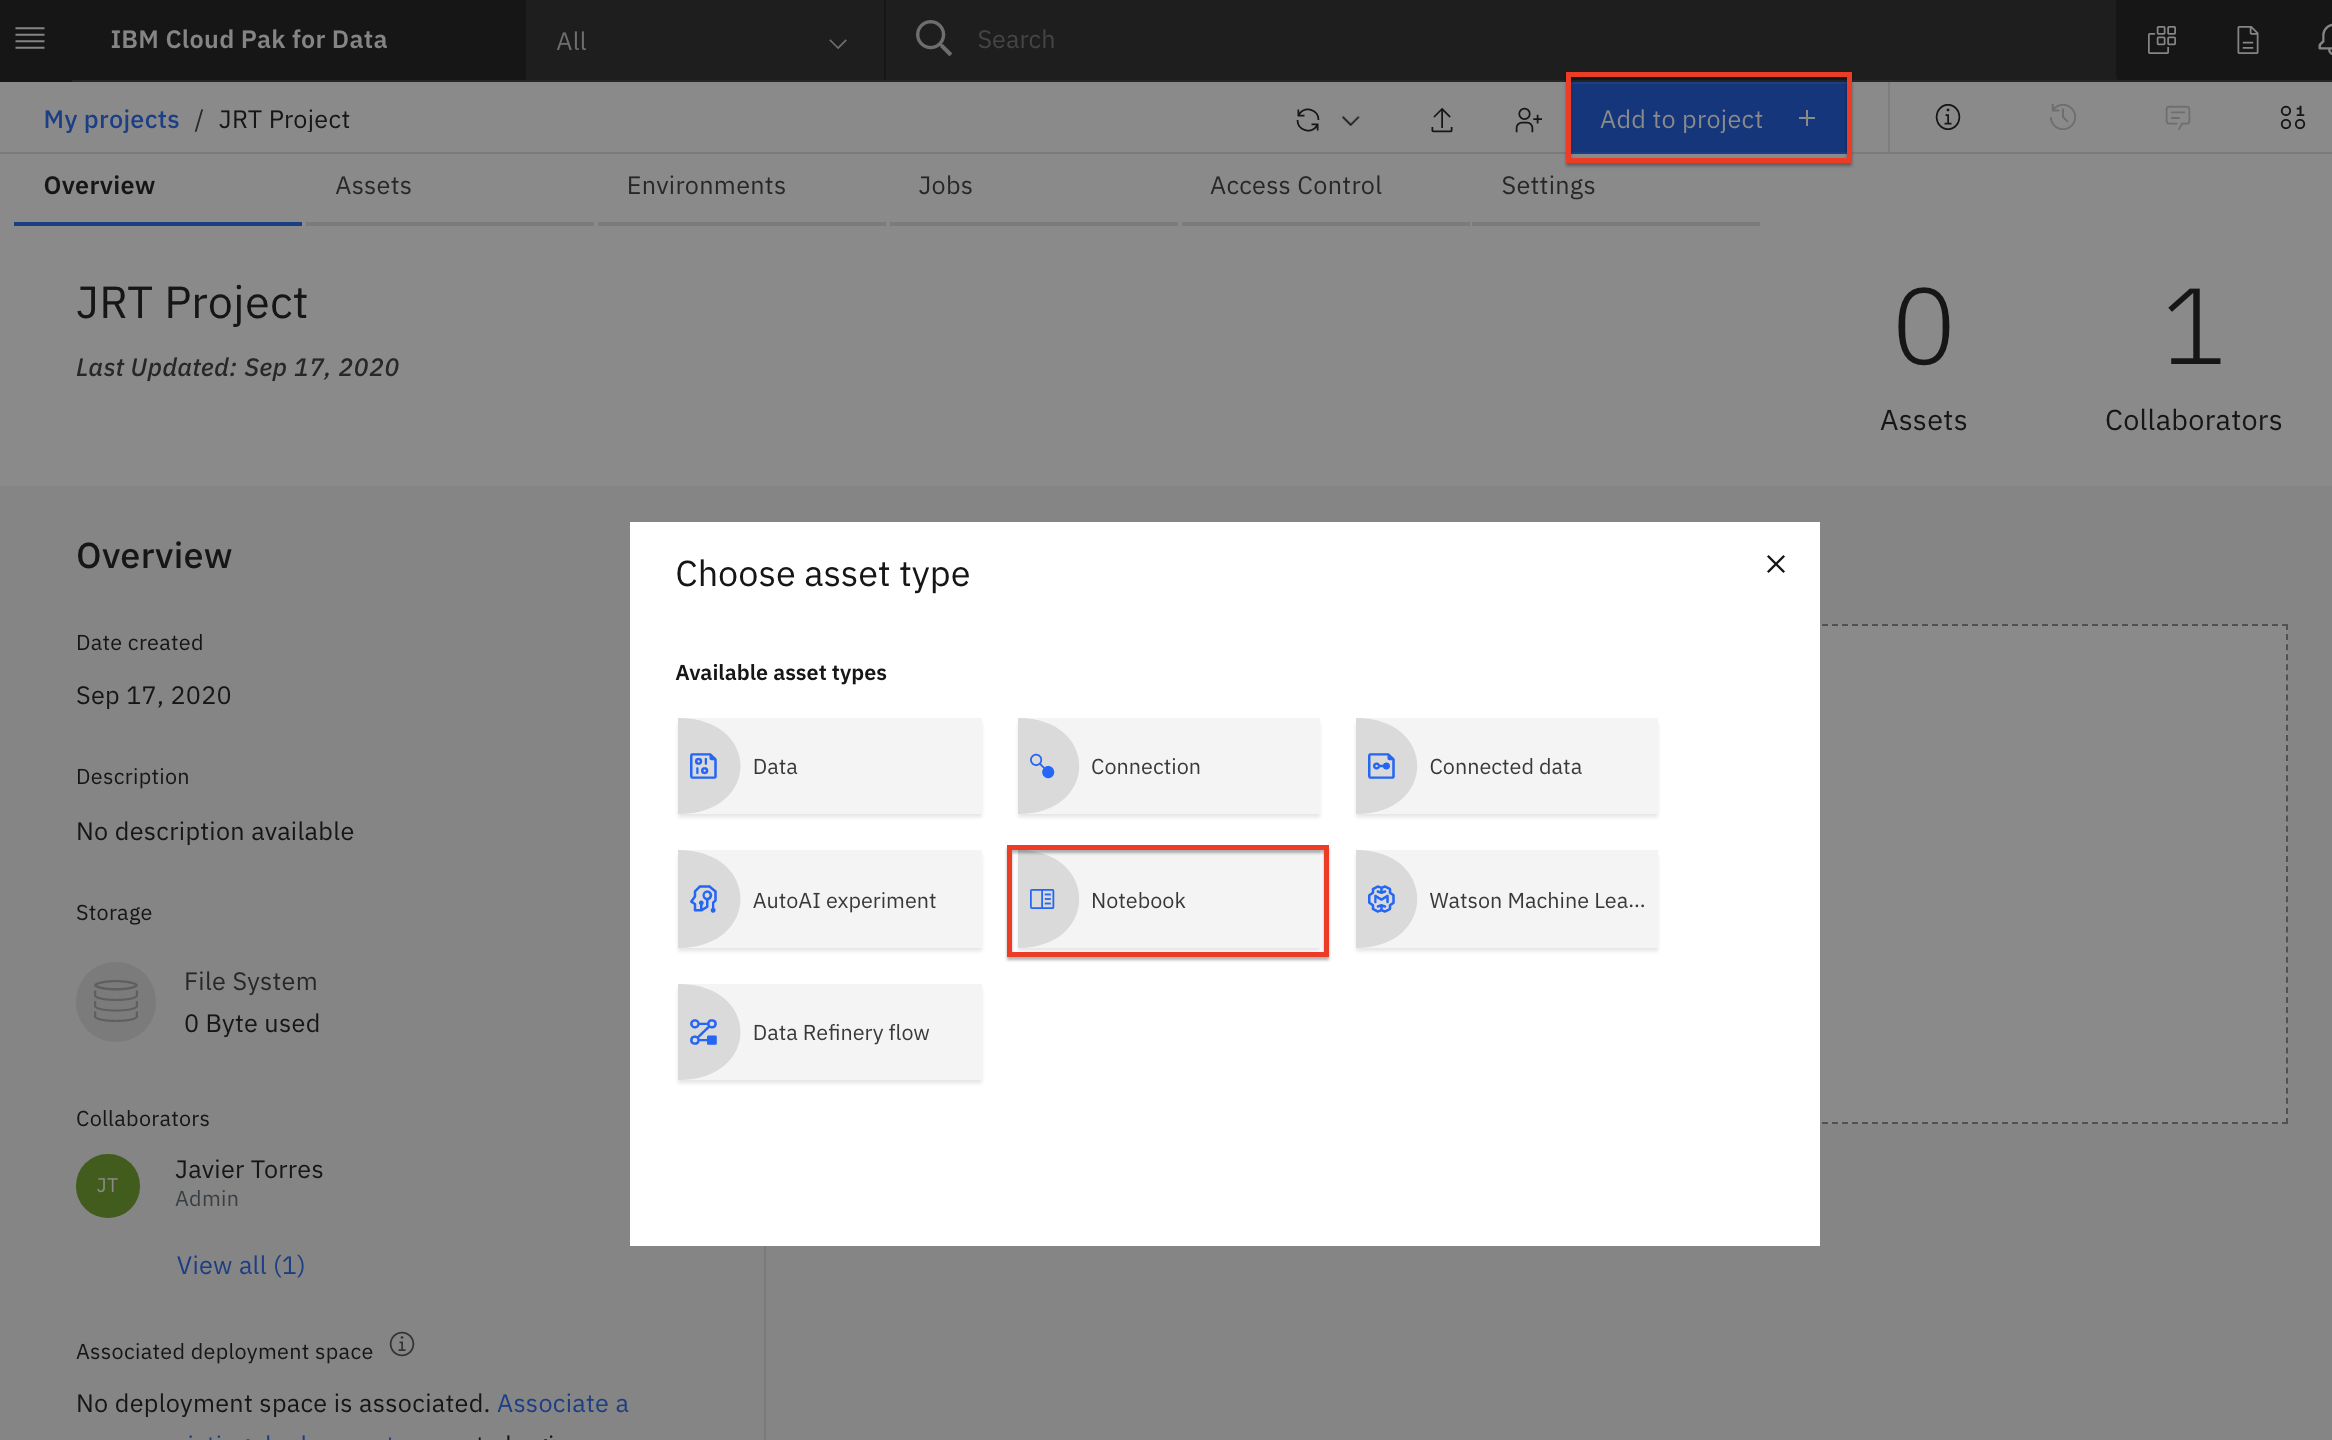 IBM Cloud Pak for Data
All
Search
My projects / JRT Project
Add to project +
Overview
Assets
Environments
Jobs
Access Control
Settings
JRT Project
Last Updated: Sep 17, 2020
0
Assets
1
Collaborators
Overview
Date created
Sep 17, 2020
Description
No description available
Storage
File System
0 Byte used
Collaborators
JT
Javier Torres
Admin
View all (1)
Associated deployment space
No deployment space is associated. Associate a
Choose asset type
Available asset types
Data
Connection
Connected data
AutoAI experiment
Notebook
Watson Machine Lea...
Data Refinery flow